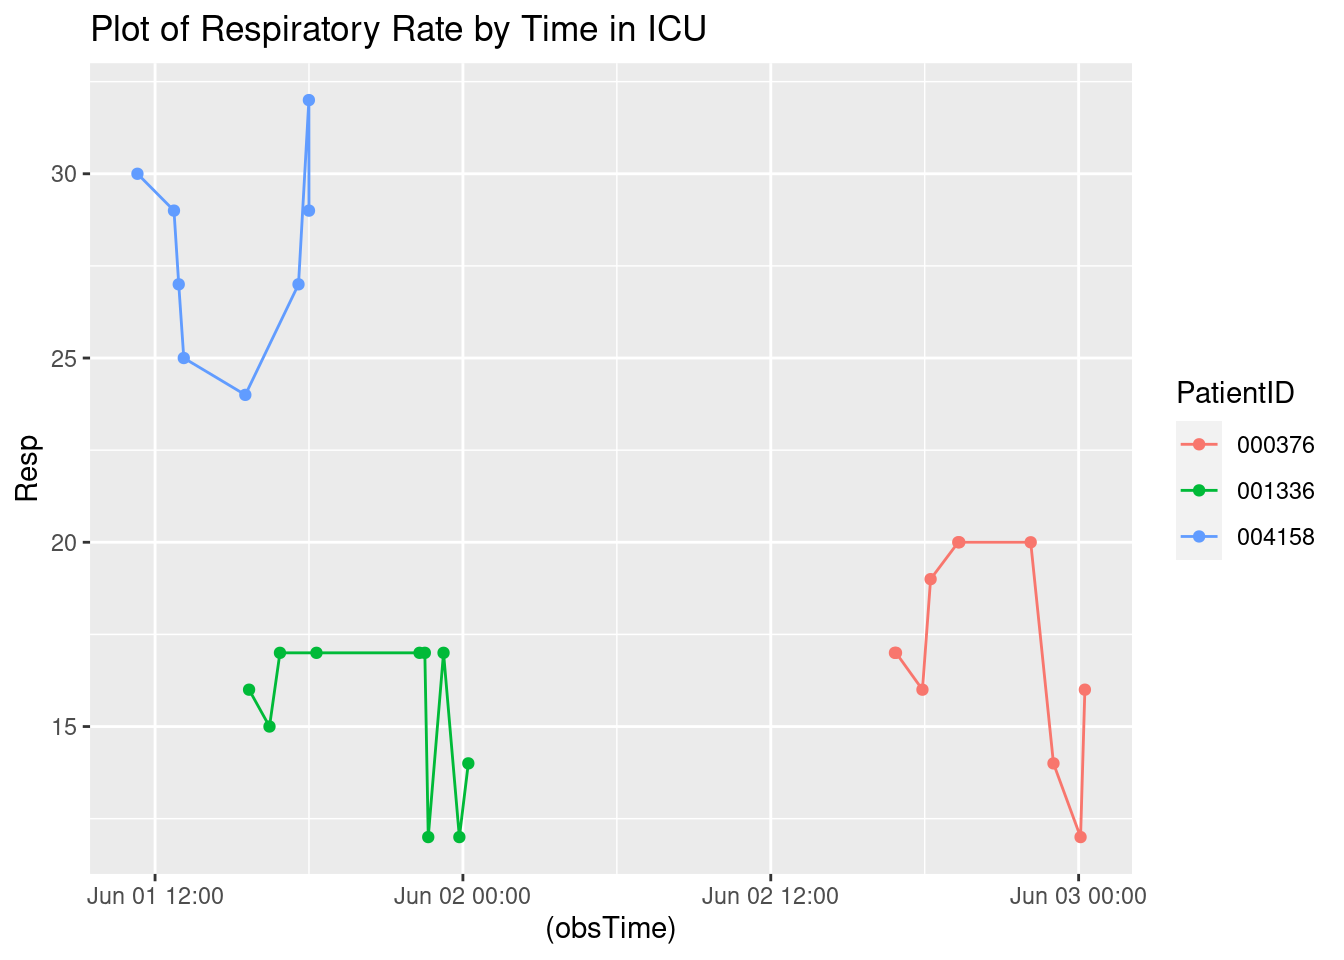 Plot of Respiratory Rate by Time in ICU
30
25
20
15
Resp
Jun 01 12:00
Jun 02 00:00
Jun 02 12:00
Jun 03 00:00
(obsTime)
PatientID
000376
001336
004158